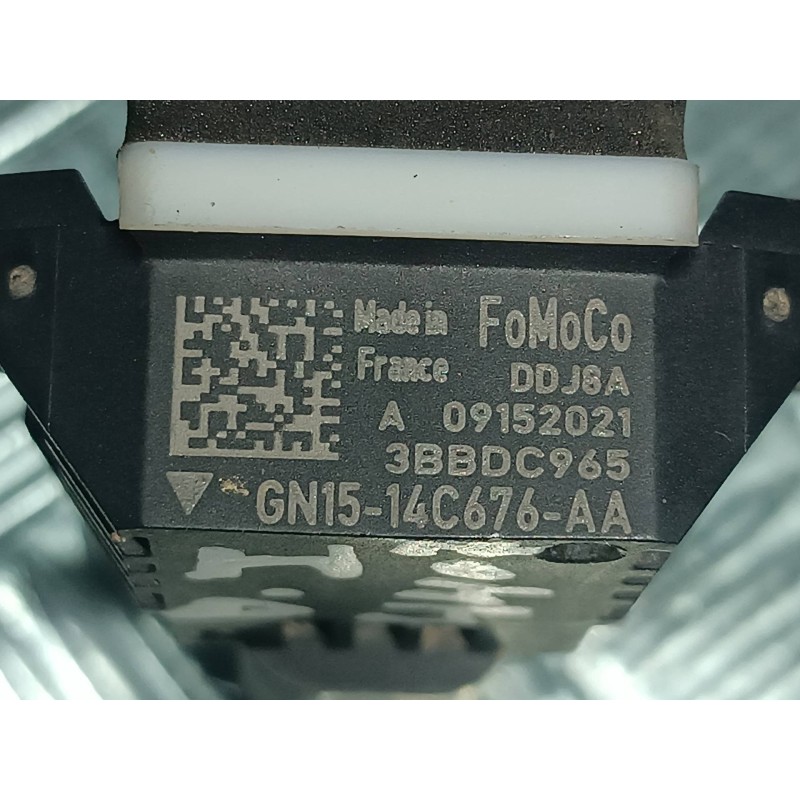 Made in
France
FoMoCo
DDJ8A
A 09152021
3BBDC965
GN15-14C676-AA